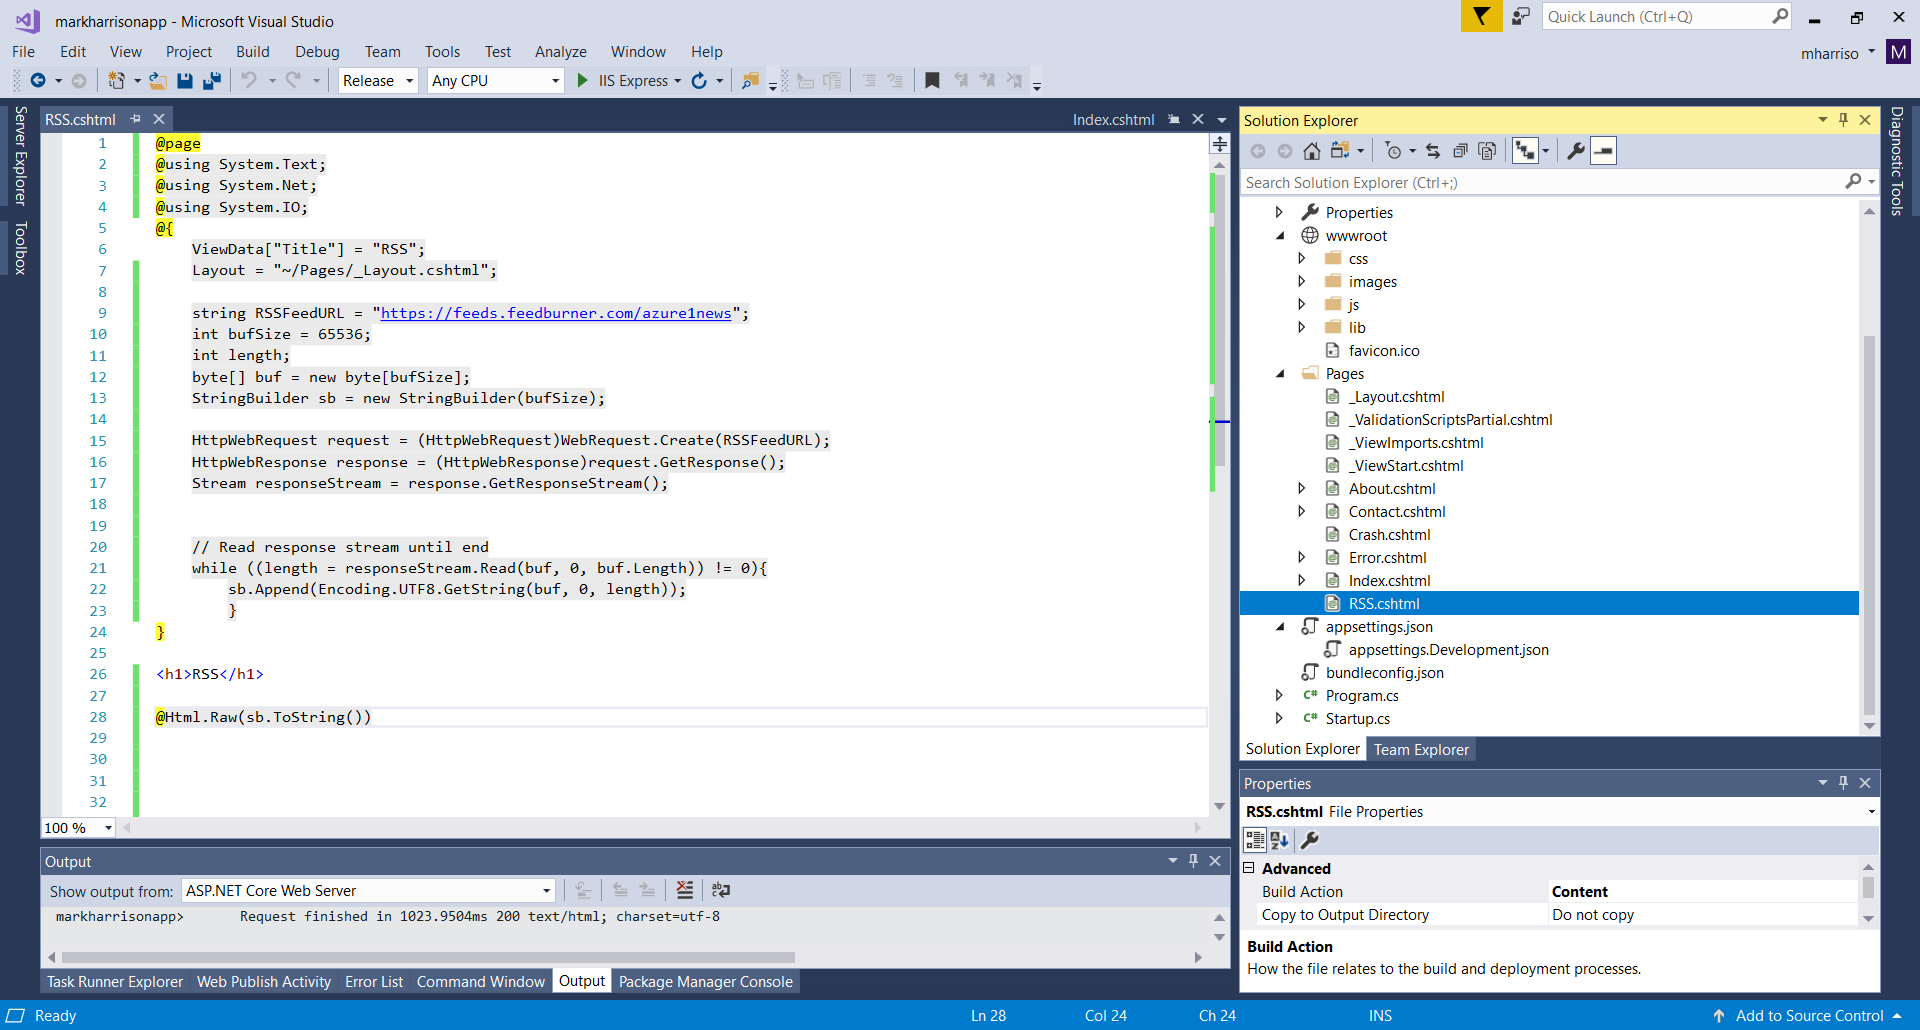 markharrisonapp - Microsoft Visual Studio
Quick Launch (Ctrl+Q)
File Edit View Project Build Debug Team Tools Test Analyze Window Help
mharriso M
Release Any CPU IIS Express
Server Explorer
Toolbox
RSS.cshtml
Index.cshtml
1 @page
2 @using System.Text;
3 @using System.Net;
4 @using System.IO;
5 @{
6 ViewData["Title"] = "RSS";
7 Layout = "~/Pages/_Layout.cshtml";
8
9 string RSSFeedURL = "https://feeds.feedburner.com/azure1news";
10 int bufSize = 65536;
11 int length;
12 byte[] buf = new byte[bufSize];
13 StringBuilder sb = new StringBuilder(bufSize);
14
15 HttpWebRequest request = (HttpWebRequest)WebRequest.Create(RSSFeedURL);
16 HttpWebResponse response = (HttpWebResponse)request.GetResponse();
17 Stream responseStream = response.GetResponseStream();
18
19
20 // Read response stream until end
21 while ((length = responseStream.Read(buf, 0, buf.Length)) != 0){
22 sb.Append(Encoding.UTF8.GetString(buf, 0, length));
23 }
24 }
25
26 <h1>RSS</h1>
27
28 @Html.Raw(sb.ToString())
29
30
31
32
100 %
Output
Show output from: ASP.NET Core Web Server
markharrisonapp> Request finished in 1023.9504ms 200 text/html; charset=utf-8
Task Runner Explorer Web Publish Activity Error List Command Window Output Package Manager Console
Solution Explorer
Search Solution Explorer (Ctrl+;)
Properties
wwwroot
css
images
js
lib
favicon.ico
Pages
_Layout.cshtml
_ValidationScriptsPartial.cshtml
_ViewImports.cshtml
_ViewStart.cshtml
About.cshtml
Contact.cshtml
Crash.cshtml
Error.cshtml
Index.cshtml
RSS.cshtml
appsettings.json
appsettings.Development.json
bundleconfig.json
C# Program.cs
C# Startup.cs
Solution Explorer Team Explorer
Properties
RSS.cshtml File Properties
Advanced
Build Action Content
Copy to Output Directory Do not copy
Build Action
How the file relates to the build and deployment processes.
Diagnostic Tools
Ready Ln 28 Col 24 Ch 24 INS Add to Source Control